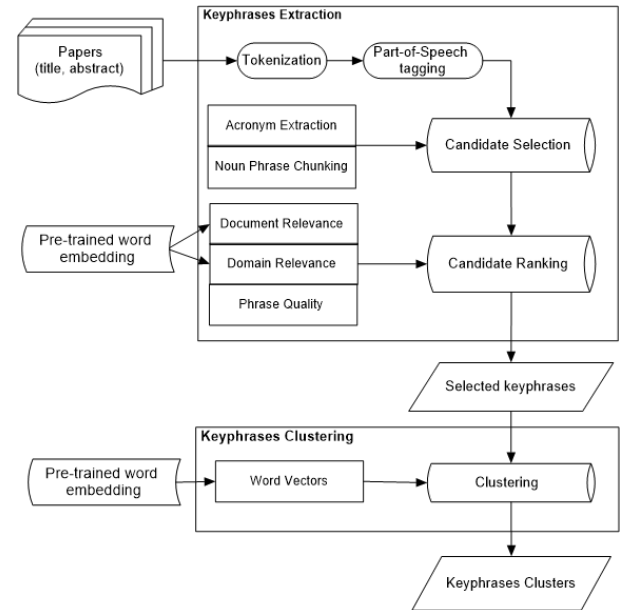 Keyphrases Extraction
Papers
(title, abstract)
Tokenization
Part-of-Speech
tagging
Acronym Extraction
Noun Phrase Chunking
Candidate Selection
Pre-trained word
embedding
Document Relevance
Domain Relevance
Phrase Quality
Candidate Ranking
Selected keyphrases
Keyphrases Clustering
Pre-trained word
embedding
Word Vectors
Clustering
Keyphrases Clusters